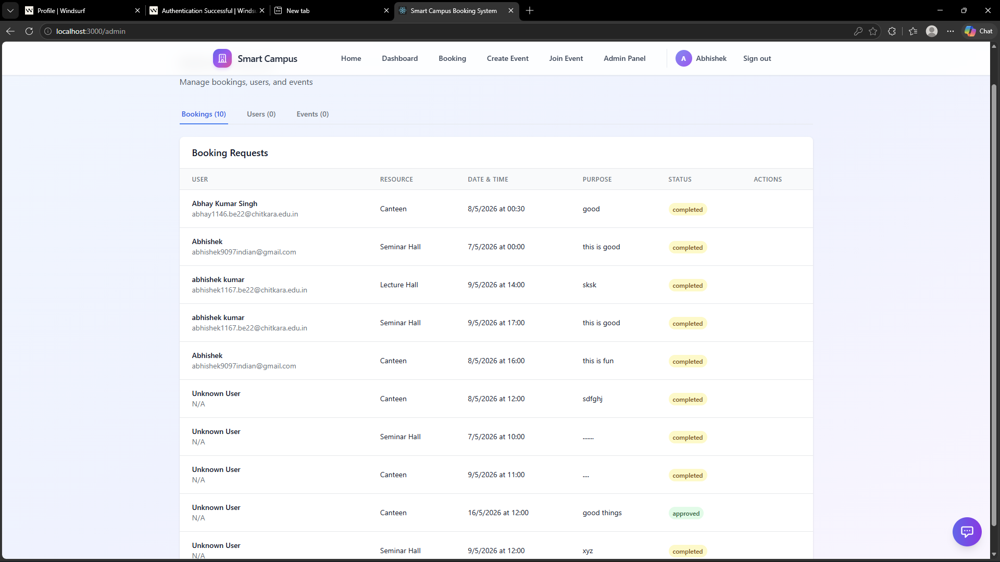 Profile | Windsurf
Authentication Successful | Winds
New tab
Smart Campus Booking System
localhost:3000/admin
Chat
Smart Campus
Home
Dashboard
Booking
Create Event
Join Event
Admin Panel
A
Abhishek
Sign out
Manage bookings, users, and events
Bookings (10)
Users (0)
Events (0)
Booking Requests
USER RESOURCE DATE & TIME PURPOSE STATUS ACTIONS
Abhay Kumar Singh
abhay1146.be22@chitkara.edu.in
Canteen 8/5/2026 at 00:30 good completed
Abhishek
abhishek9097indian@gmail.com
Seminar Hall 7/5/2026 at 00:00 this is good completed
abhishek kumar
abhishek1167.be22@chitkara.edu.in
Lecture Hall 9/5/2026 at 14:00 sksk completed
abhishek kumar
abhishek1167.be22@chitkara.edu.in
Seminar Hall 9/5/2026 at 17:00 this is good completed
Abhishek
abhishek9097indian@gmail.com
Canteen 8/5/2026 at 16:00 this is fun completed
Unknown User
N/A
Canteen 8/5/2026 at 12:00 sdfghj completed
Unknown User
N/A
Seminar Hall 7/5/2026 at 10:00 ....... completed
Unknown User
N/A
Canteen 9/5/2026 at 11:00 .... completed
Unknown User
N/A
Canteen 16/5/2026 at 12:00 good things approved
Unknown User
N/A
Seminar Hall 9/5/2026 at 12:00 xyz completed